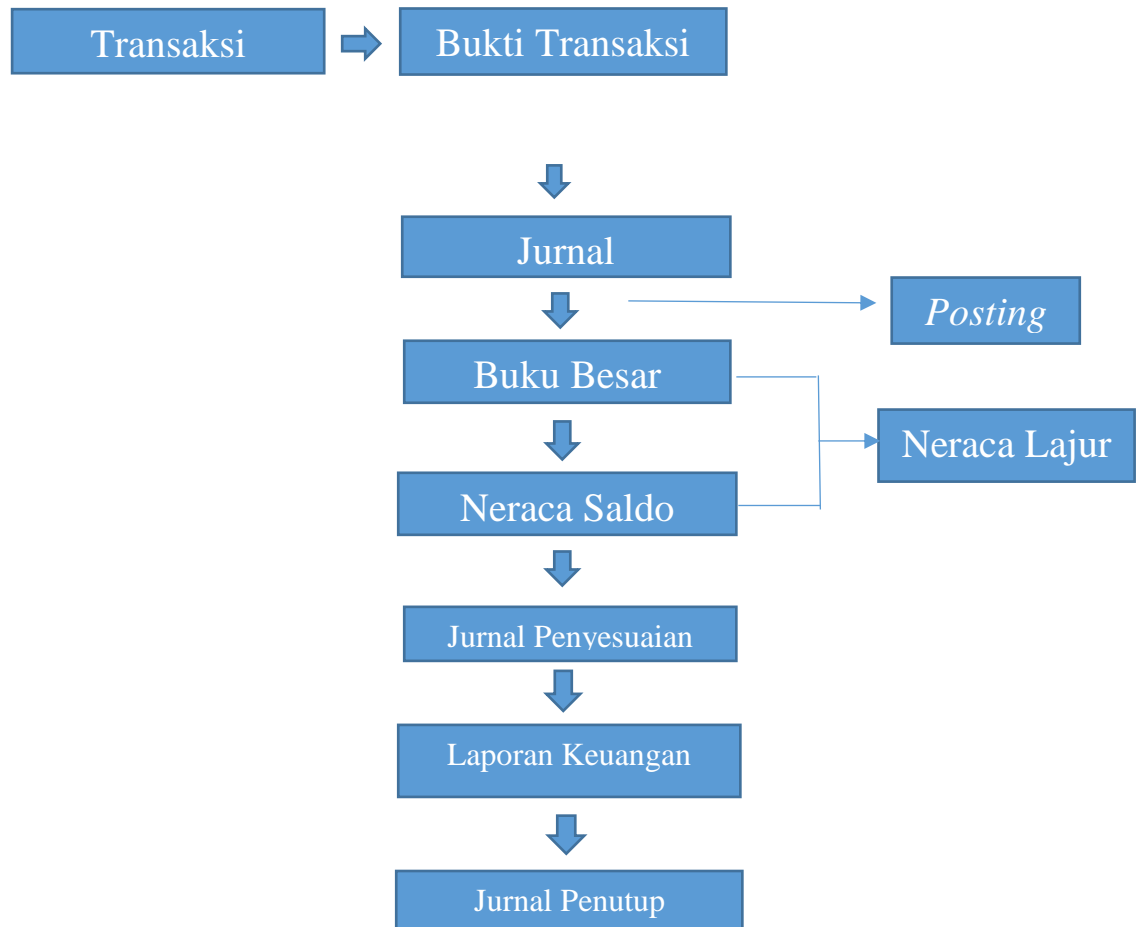 Transaksi
Bukti Transaksi
Jurnal
Posting
Buku Besar
Neraca Lajur
Neraca Saldo
Jurnal Penyesuaian
Laporan Keuangan
Jurnal Penutup